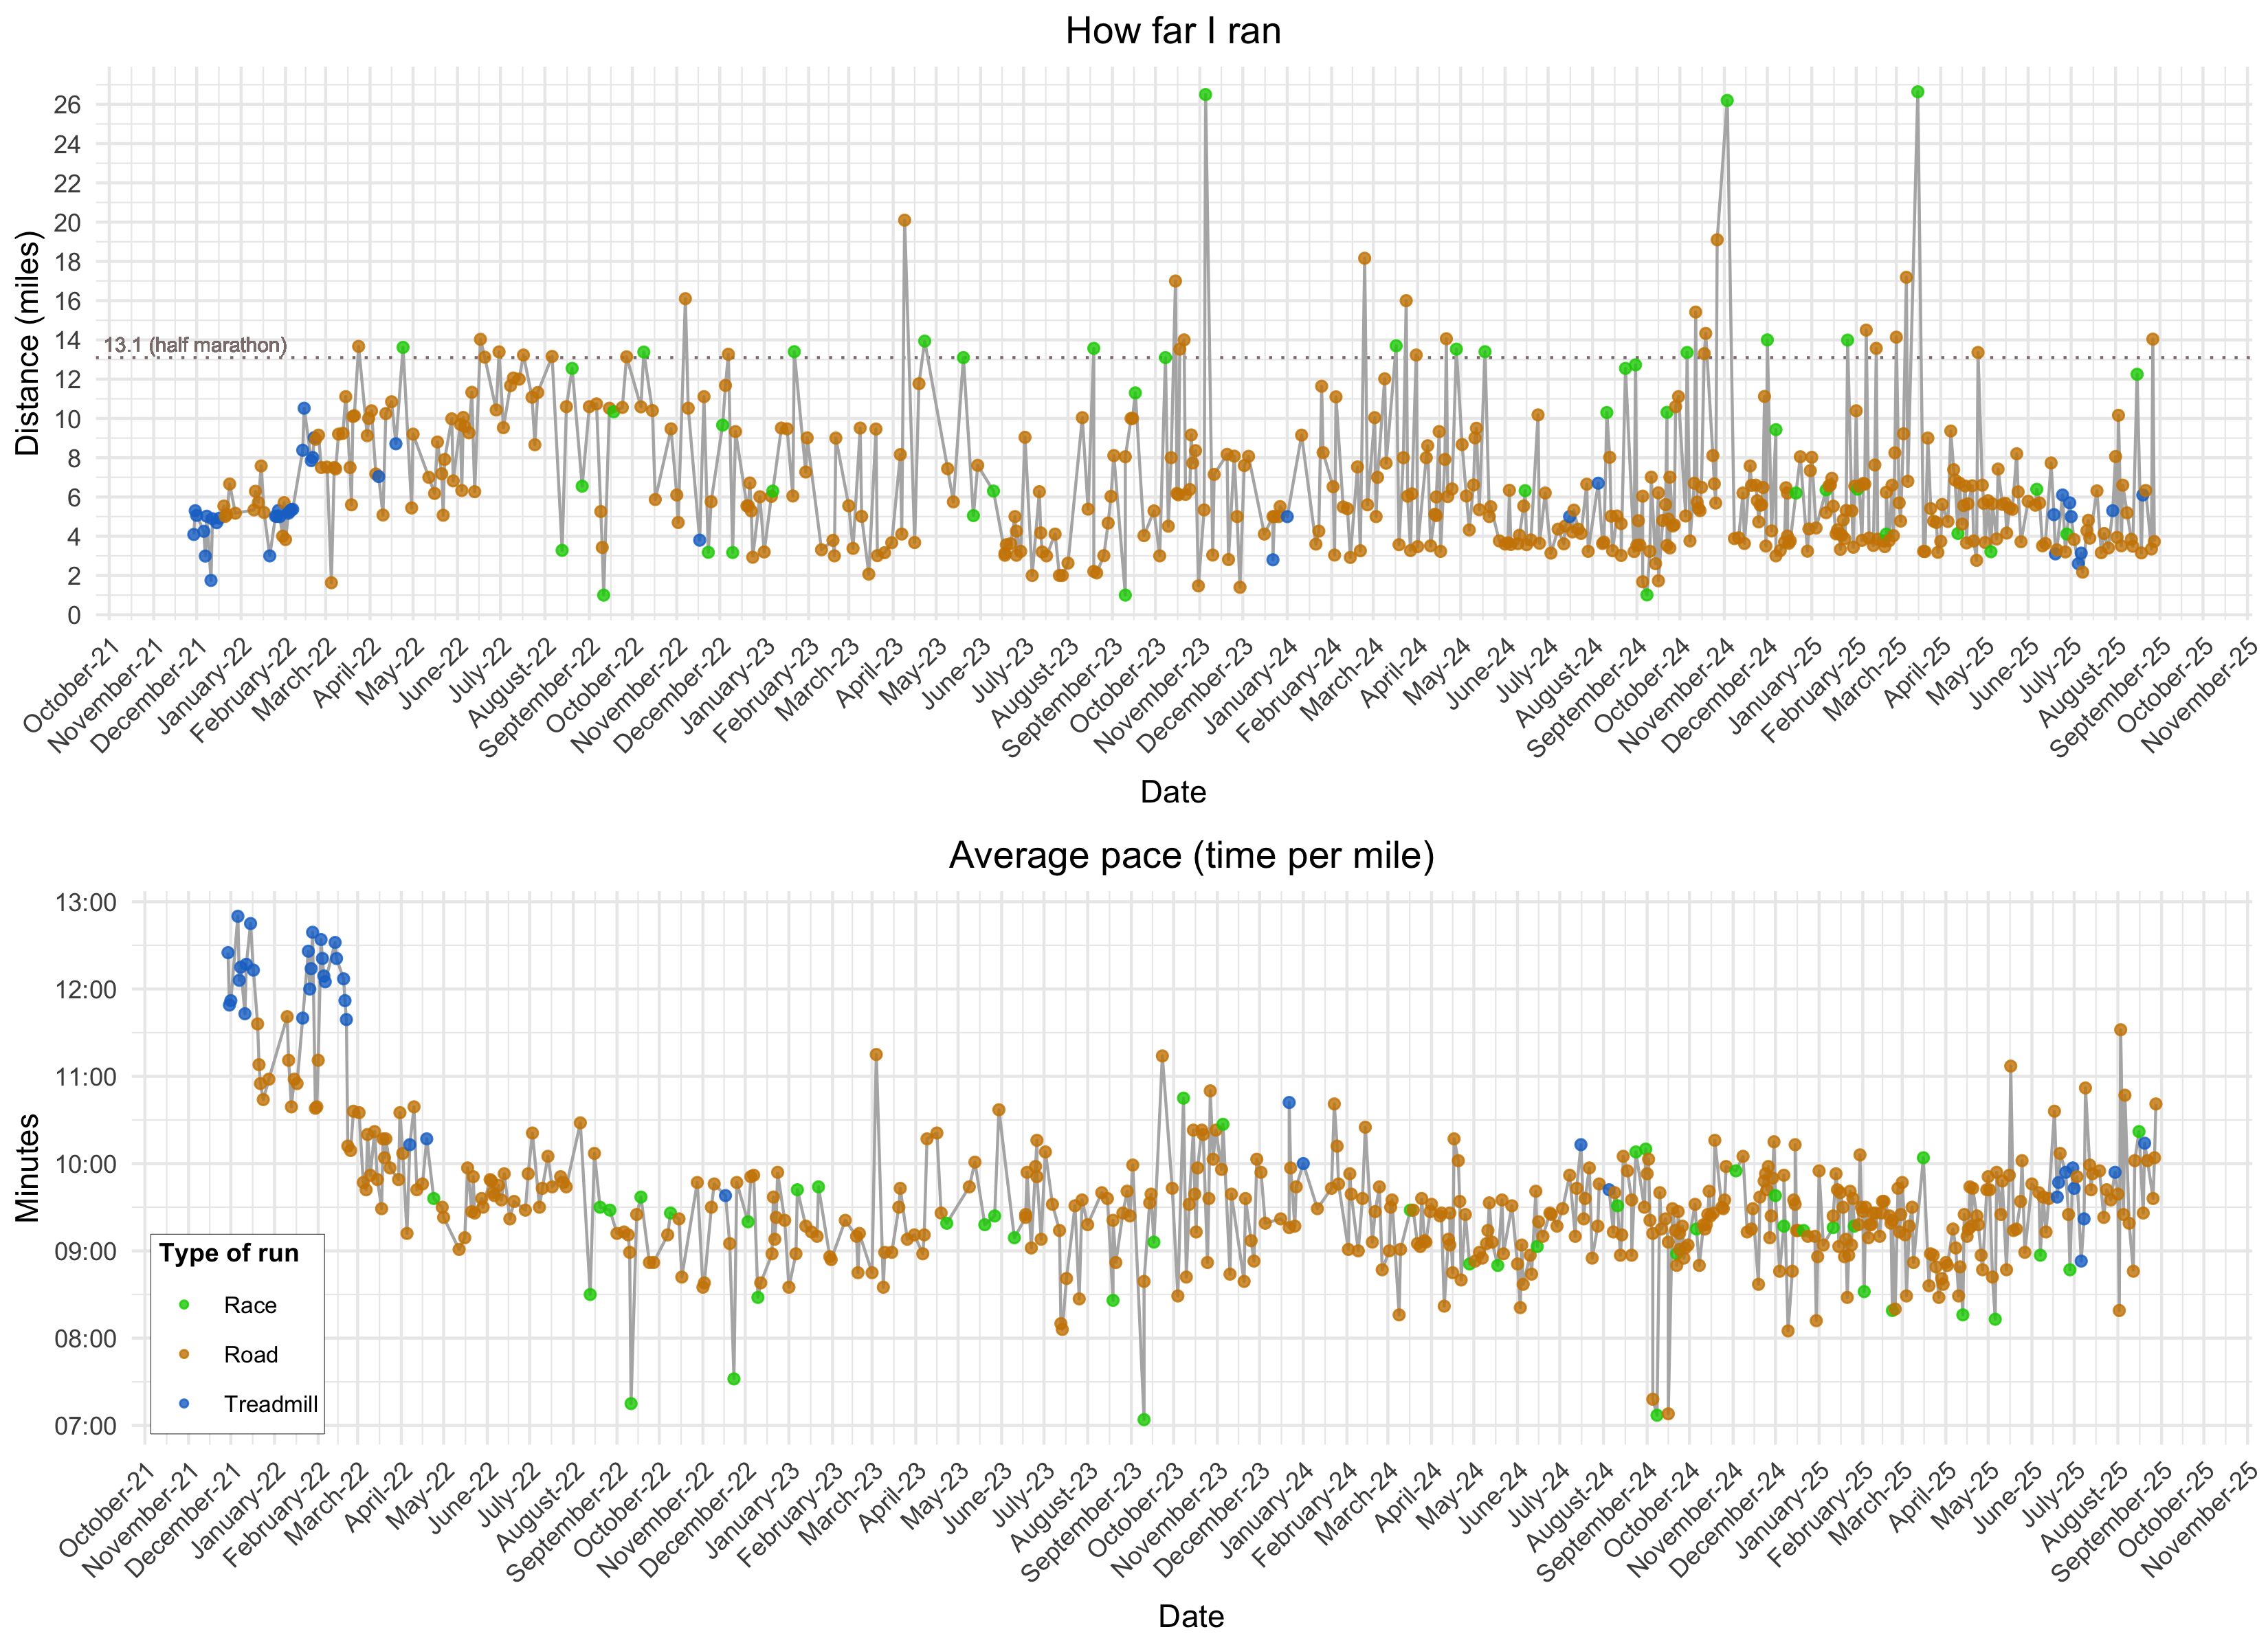 How far I ran
26
24
22
20
18
16
14
12
10
8
6
4
2
0
Distance (miles)
13.1 (half marathon)
October-21
November-21
December-21
January-22
February-22
March-22
April-22
May-22
June-22
July-22
August-22
September-22
October-22
November-22
December-22
January-23
February-23
March-23
April-23
May-23
June-23
July-23
August-23
September-23
October-23
November-23
December-23
January-24
February-24
March-24
April-24
May-24
June-24
July-24
August-24
September-24
October-24
November-24
December-24
January-25
February-25
March-25
April-25
May-25
June-25
July-25
August-25
September-25
October-25
November-25
Date
Average pace (time per mile)
13:00
12:00
11:00
10:00
09:00
08:00
07:00
Minutes
Type of run
Race
Road
Treadmill
October-21
November-21
December-21
January-22
February-22
March-22
April-22
May-22
June-22
July-22
August-22
September-22
October-22
November-22
December-22
January-23
February-23
March-23
April-23
May-23
June-23
July-23
August-23
September-23
October-23
November-23
December-23
January-24
February-24
March-24
April-24
May-24
June-24
July-24
August-24
September-24
October-24
November-24
December-24
January-25
February-25
March-25
April-25
May-25
June-25
July-25
August-25
September-25
October-25
November-25
Date